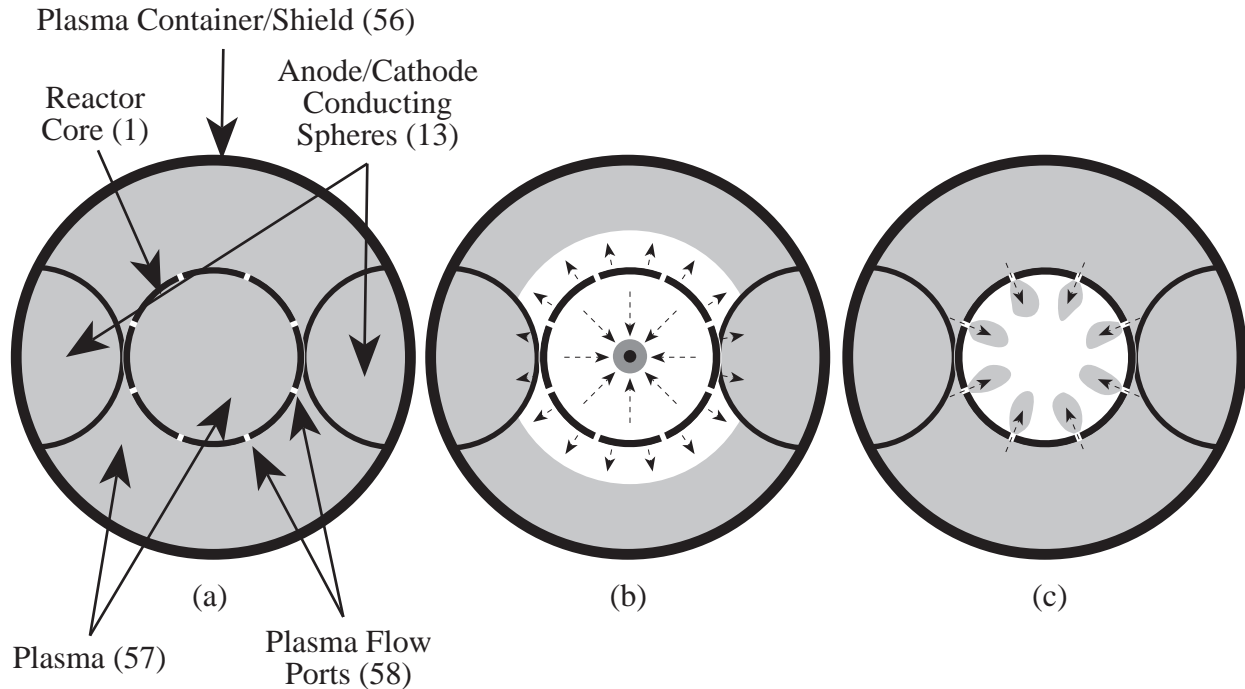 Plasma Container/Shield (56)
Anode/Cathode
Conducting
Spheres (13)
Reactor
Core (1)
(a)
(b)
(c)
Plasma (57)
Plasma Flow
Ports (58)